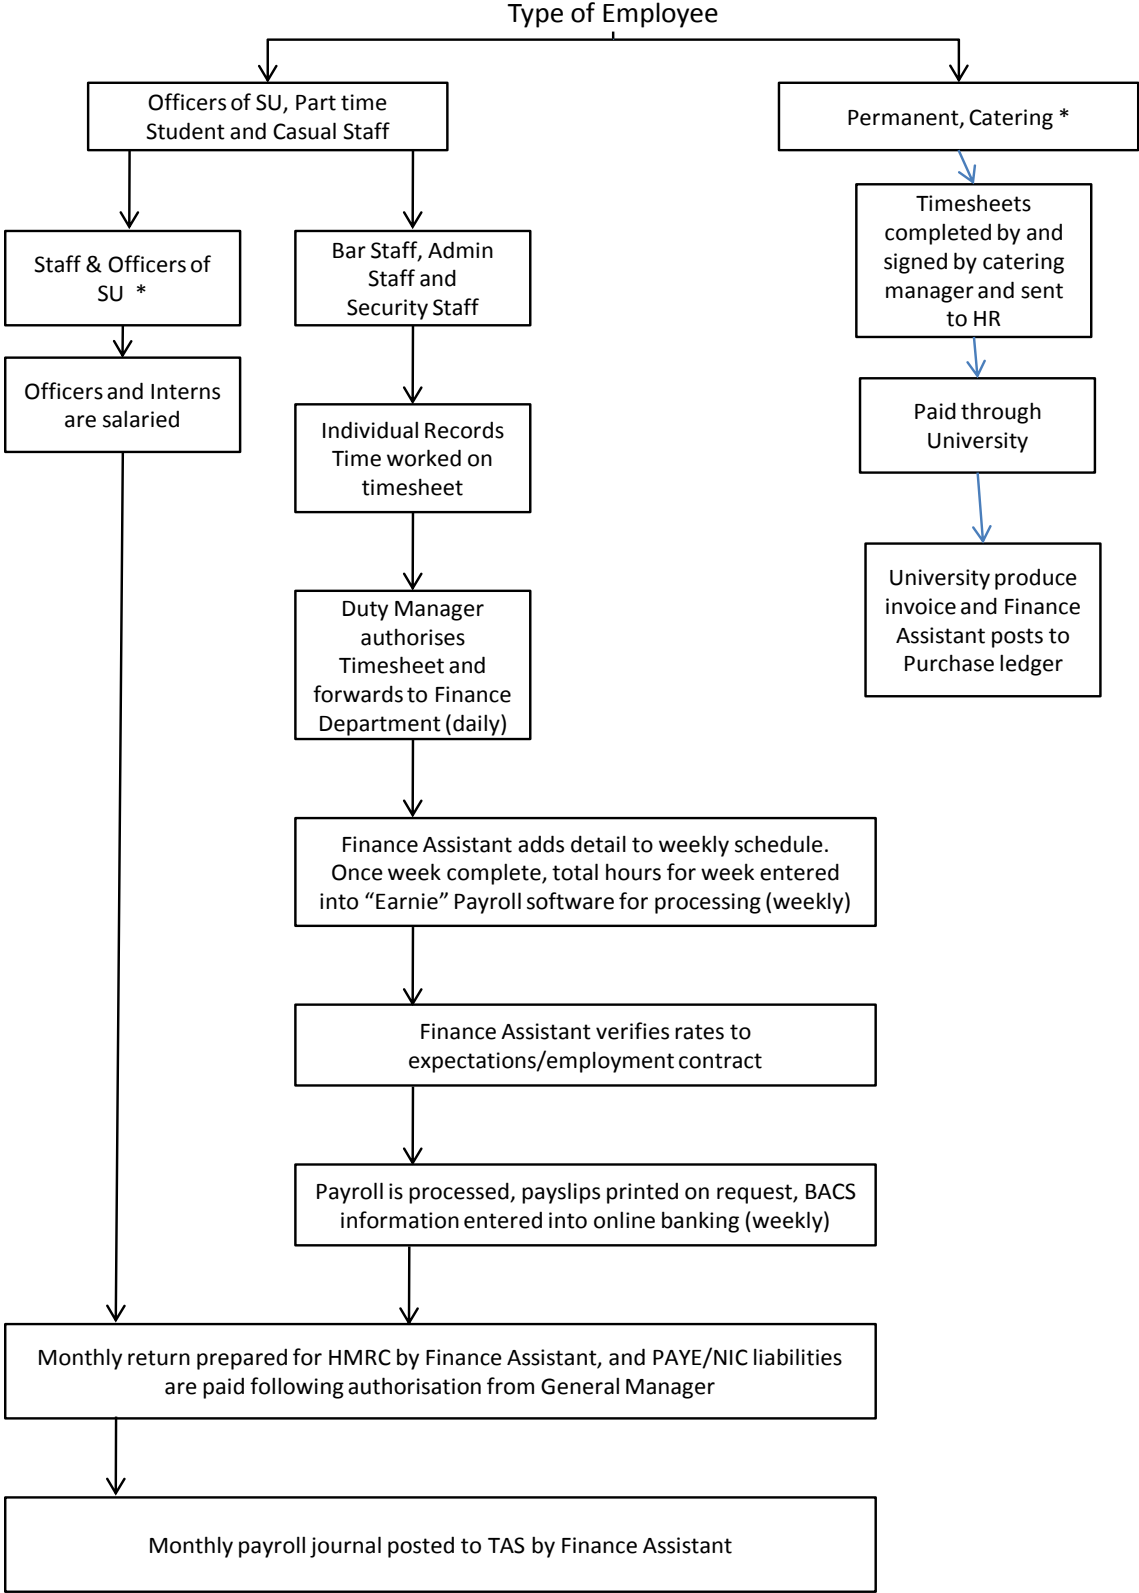 Type of Employee
Officers of SU, Part time
Student and Casual Staff
Permanent, Catering *
Staff & Officers of
SU *
Bar Staff, Admin
Staff and
Security Staff
Timesheets
completed by and
signed by catering
manager and sent
to HR
Officers and Interns
are salaried
Individual Records
Time worked on
timesheet
Paid through
University
Duty Manager
authorises
Timesheet and
forwards to Finance
Department (daily)
University produce
invoice and Finance
Assistant posts to
Purchase ledger
Finance Assistant adds detail to weekly schedule.
Once week complete, total hours for week entered
into “Earnie” Payroll software for processing (weekly)
Finance Assistant verifies rates to
expectations/employment contract
Payroll is processed, payslips printed on request, BACS
information entered into online banking (weekly)
Monthly return prepared for HMRC by Finance Assistant, and PAYE/NIC liabilities
are paid following authorisation from General Manager
Monthly payroll journal posted to TAS by Finance Assistant